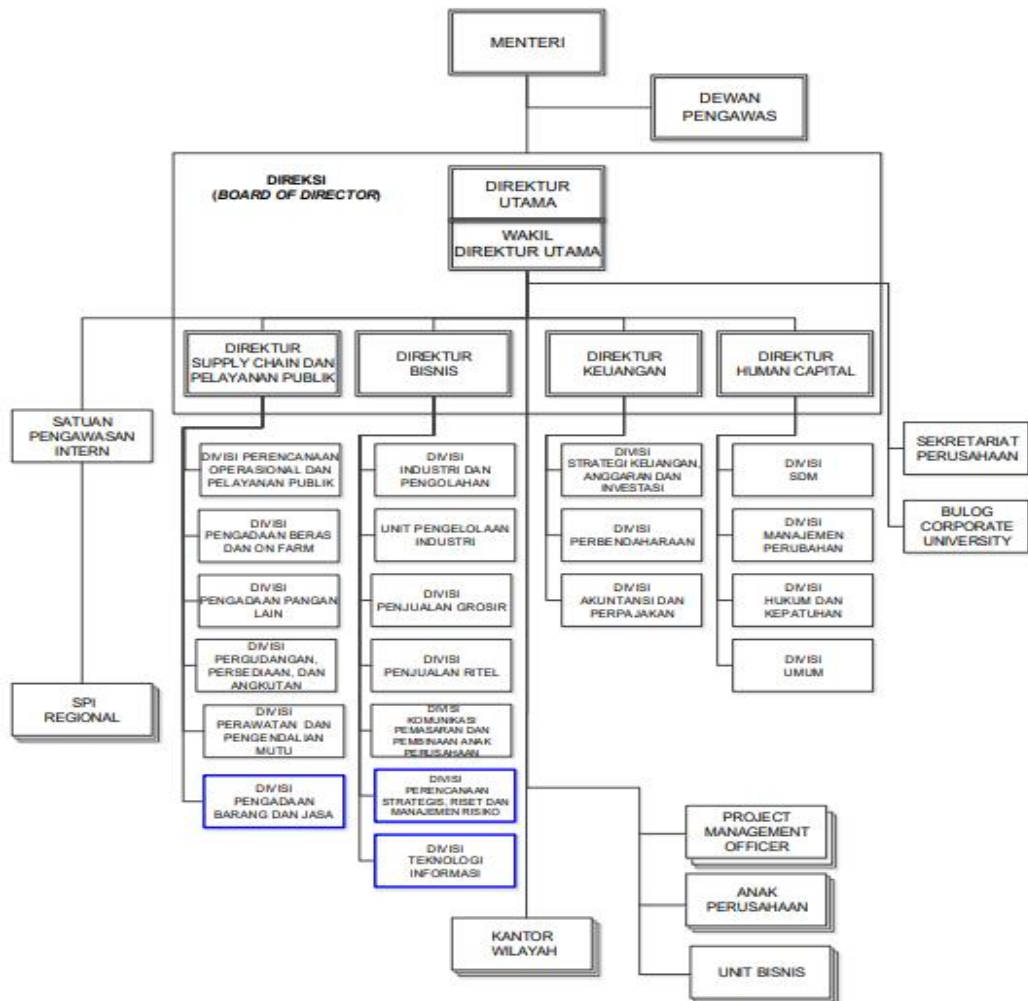 MENTERI
DEWAN
PENGAWAS
DIREKSI
(BOARD OF DIRECTOR)
DIREKTUR
UTAMA
WAKIL
DIREKTUR UTAMA
DIREKTUR
SUPPLY CHAIN DAN
PELAYANAN PUBLIK
DIREKTUR
BISNIS
DIREKTUR
KEUANGAN
DIREKTUR
HUMAN CAPITAL
SATUAN
PENGAWASAN
INTERN
SEKRETARIAT
PERUSAHAAN
BULOG
CORPORATE
UNIVERSITY
DIVISI PERENCANAAN
OPERASIONAL DAN
PELAYANAN PUBLIK
DIVISI
PENGADAAN BERAS
DAN ON FARM
DIVISI
PENGADAAN PANGAN
LAIN
DIVISI
PERGUDANGAN,
PERSEDIAAN, DAN
ANGKUTAN
DIVISI
PERAWATAN DAN
PENGENDALIAN
MUTU
DIVISI
PENGADAAN
BARANG DAN JASA
DIVISI
INDUSTRI DAN
PENGOLAHAN
UNIT PENGELOLAAN
INDUSTRI
DIVISI
PENJUALAN GROSIR
DIVISI
PENJUALAN RITEL
DIVISI
KOMUNIKASI
PEMASARAN DAN
PEMBINAAN ANAK
PERUSAHAAN
DIVISI
PERENCANAAN
STRATEGIS, RISET DAN
MANAJEMEN RISIKO
DIVISI
TEKNOLOGI
INFORMASI
DIVISI
STRATEGI KEUANGAN,
ANGGARAN DAN
INVESTASI
DIVISI
PERBENDAHARAAN
DIVISI
AKUNTANSI DAN
PERPAJAKAN
DIVISI
SDM
DIVISI
MANAJEMEN
PERUBAHAN
DIVISI
HUKUM DAN
KEPATUHAN
DIVISI
UMUM
SPI
REGIONAL
PROJECT
MANAGEMENT
OFFICER
ANAK
PERUSAHAAN
UNIT BISNIS
KANTOR
WILAYAH